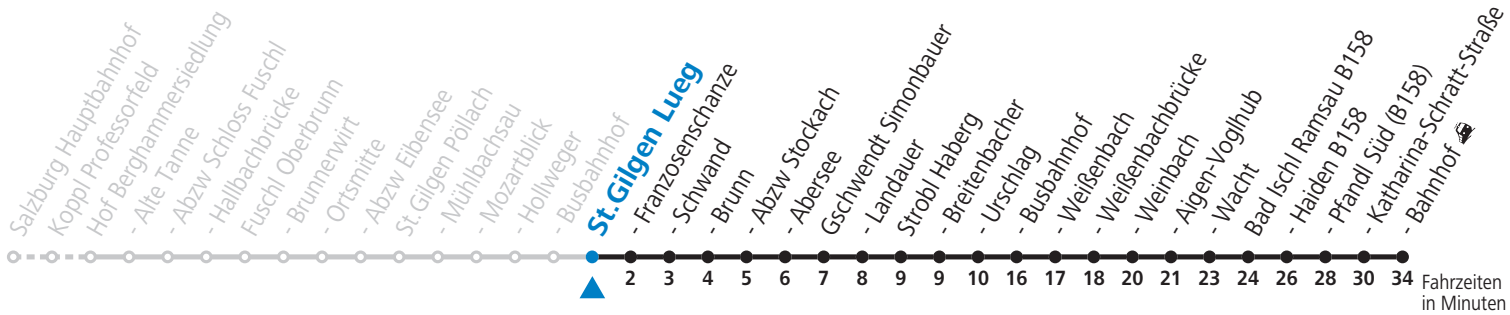 Salzburg Hauptbahnhof
Koppl Professorfeld
Hof Berghammersiedlung
- Alte Tanne
- Abzw Schloss Fuschl
- Hallbachbrücke
Fuschl Oberbrunn
- Brunnenwirt
- Ortsmitte
- Abzw Eibensee
St.Gilgen Pöllach
- Mühlbachsau
- Mozartblick
- Hollweger
- Busbahnhof
St.Gilgen Lueg
- Franzosenschanze
- Schwand
- Brunn
- Abzw Stockach
- Abersee
Gschwendt Simonbauer
- Landauer
Strobl Haberg
- Breitenbacher
- Urschlag
- Busbahnhof
- Weißenbach
- Weißenbachbrücke
- Weinbach
- Aigen-Voglhub
- Wacht
Bad Ischl Ramsau B158
- Haiden B158
- Pfandl Süd (B158)
- Katharina-Schratt-Straße
- Bahnhof
2 3 4 5 6 7 8 9 9 10 16 17 18 20 21 23 24 26 28 30 34
Fahrzeiten
in Minuten